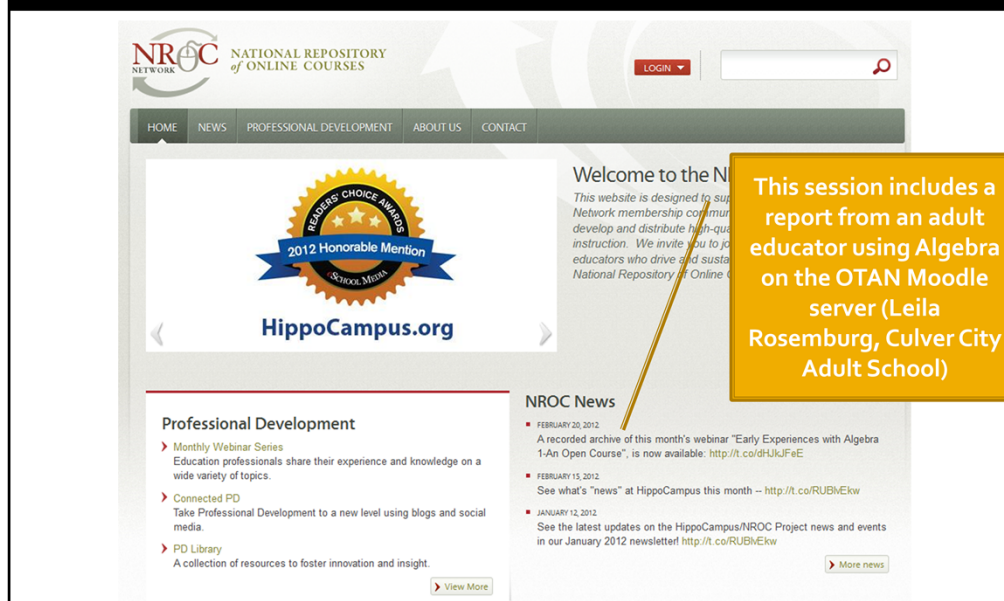 NROC
NETWORK
NATIONAL REPOSITORY
of ONLINE COURSES
LOGIN
HOME NEWS PROFESSIONAL DEVELOPMENT ABOUT US CONTACT
READERS' CHOICE AWARDS
2012 Honorable Mention
eSCHOOL MEDIA
HippoCampus.org
Welcome to the N
This website is designed to sup
Network membership commun
develop and distribute high-qua
instruction. We invite you to jo
educators who drive and susta
National Repository of Online
This session includes a
report from an adult
educator using Algebra
on the OTAN Moodle
server (Leila
Rosemburg, Culver City
Adult School)
Professional Development
Monthly Webinar Series
Education professionals share their experience and knowledge on a
wide variety of topics.
Connected PD
Take Professional Development to a new level using blogs and social
media.
PD Library
A collection of resources to foster innovation and insight.
View More
NROC News
FEBRUARY 20, 2012
A recorded archive of this month's webinar "Early Experiences with Algebra
1-An Open Course", is now available: http://t.co/dHJkJFeE
FEBRUARY 15, 2012
See what's "news" at HippoCampus this month -- http://t.co/RUBlvEkw
JANUARY 12, 2012
See the latest updates on the HippoCampus/NROC Project news and events
in our January 2012 newsletter! http://t.co/RUBlvEkw
More news